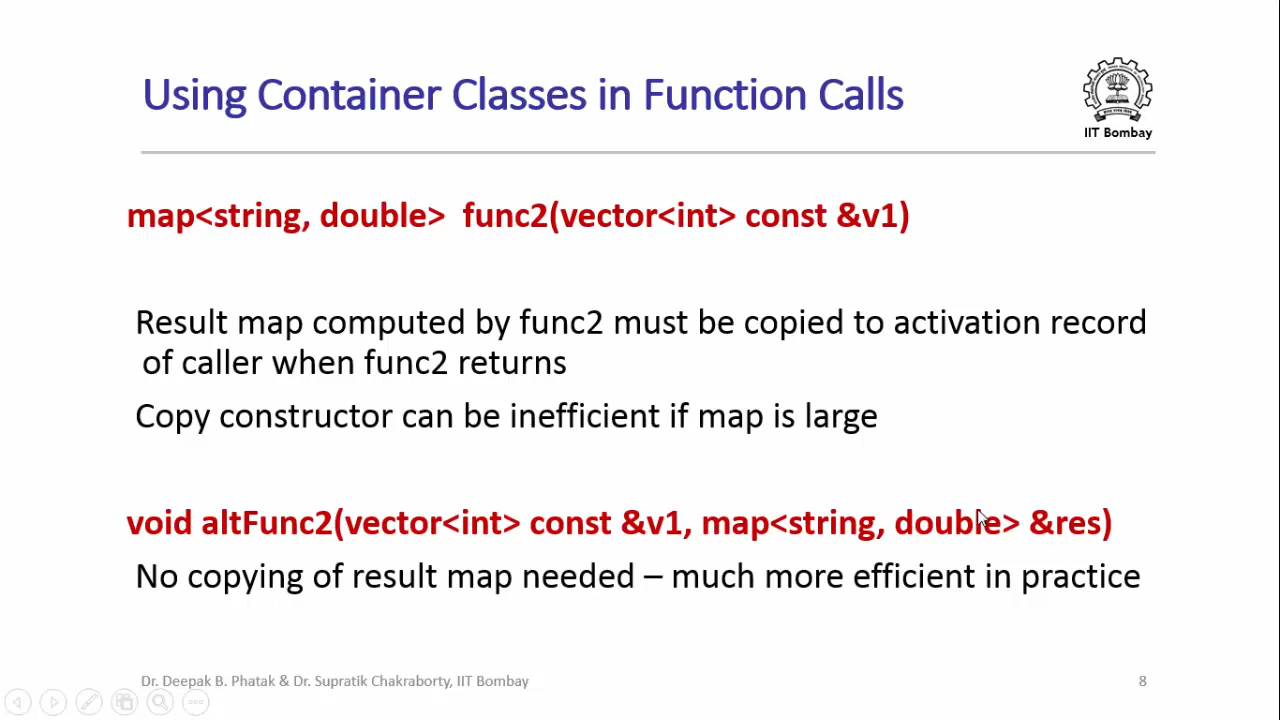 Using Container Classes in Function Calls
IIT Bombay
map<string, double>  func2(vector<int> const &v1)
Result map computed by func2 must be copied to activation record
of caller when func2 returns
Copy constructor can be inefficient if map is large
void altFunc2(vector<int> const &v1, map<string, double> &res)
No copying of result map needed – much more efficient in practice
Dr. Deepak B. Phatak & Dr. Supratik Chakraborty, IIT Bombay
8